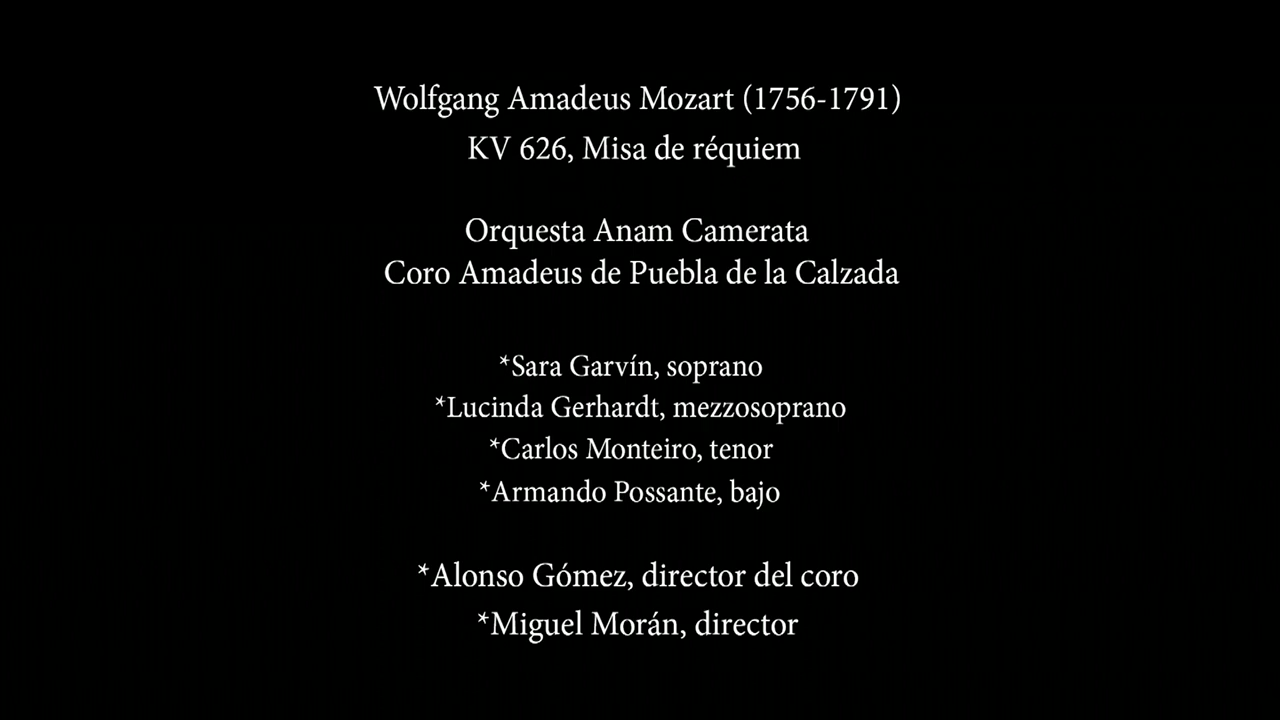 Wolfgang Amadeus Mozart (1756-1791)
KV 626, Misa de réquiem
Orquesta Anam Camerata
Coro Amadeus de Puebla de la Calzada
*Sara Garvín, soprano
*Lucinda Gerhardt, mezzosoprano
*Carlos Monteiro, tenor
*Armando Possante, bajo
*Alonso Gómez, director del coro
*Miguel Morán, director